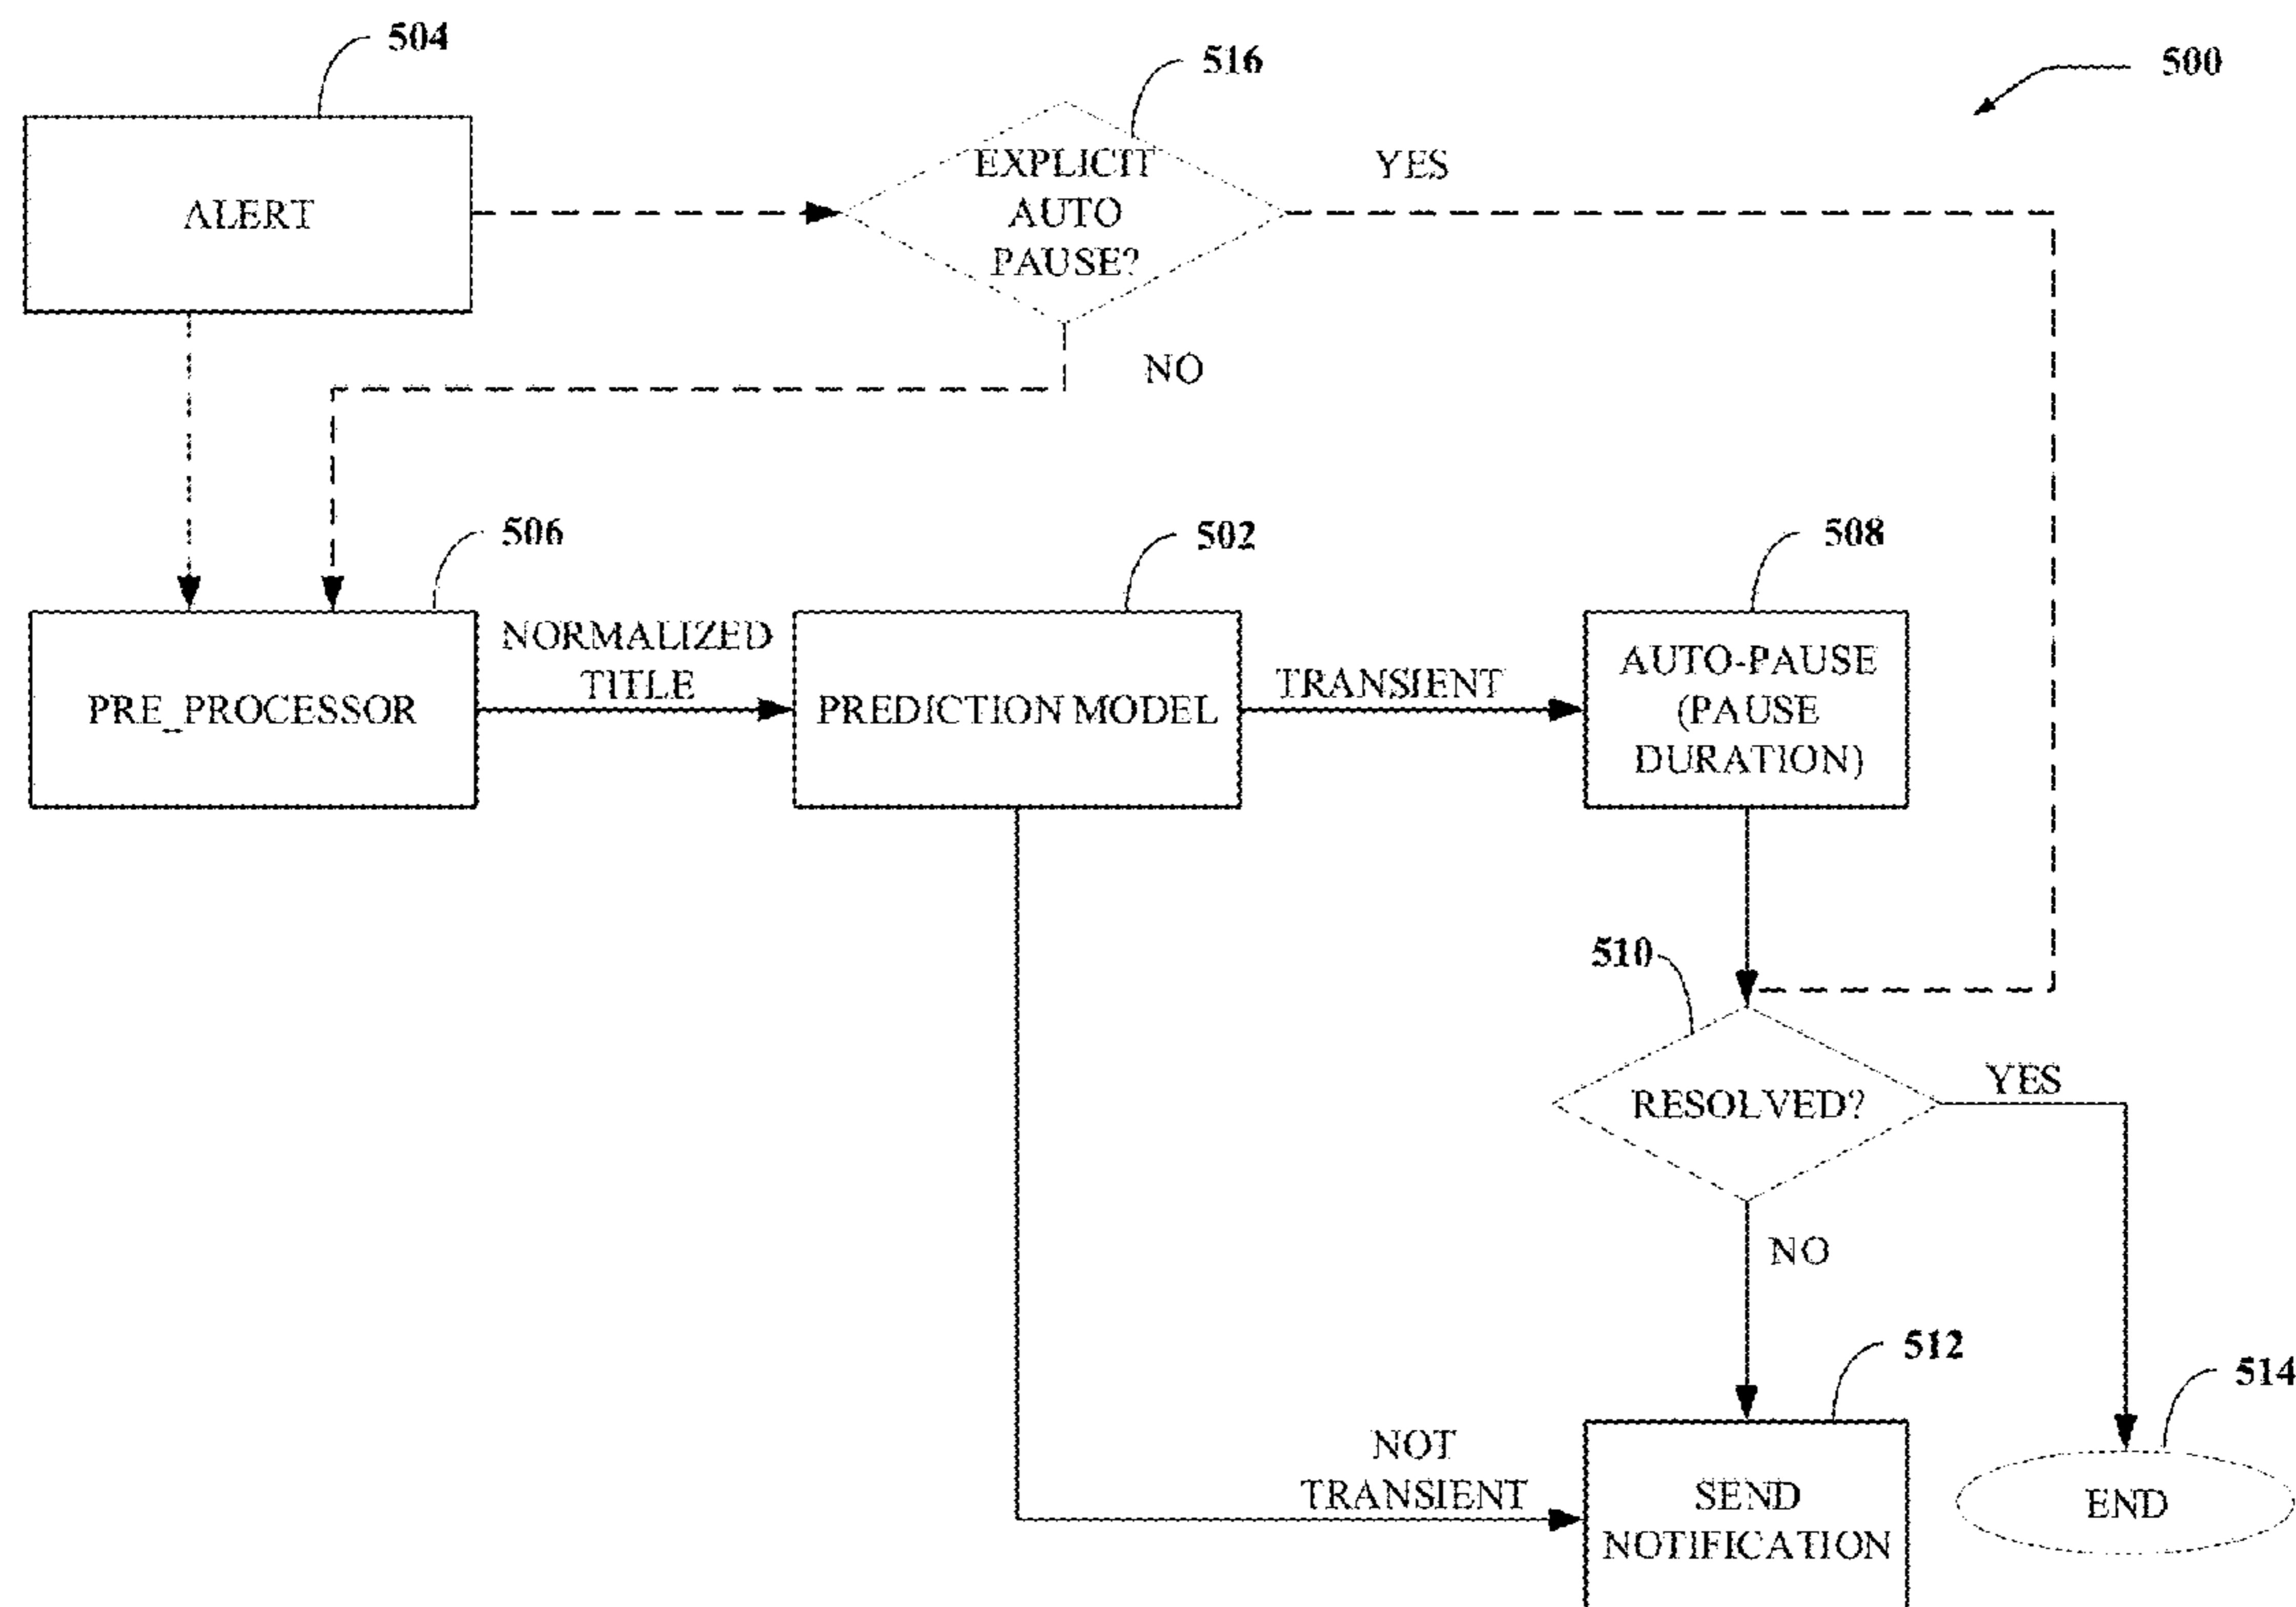 504
516
500
ALERT
EXPLICIT
AUTO
PAUSE?
YES
NO
506
502
508
PRE_PROCESSOR
NORMALIZED
TITLE
PREDICTION MODEL
TRANSIENT
AUTO-PAUSE
(PAUSE
DURATION)
510
RESOLVED?
YES
NO
512
514
NOT
TRANSIENT
SEND
NOTIFICATION
END